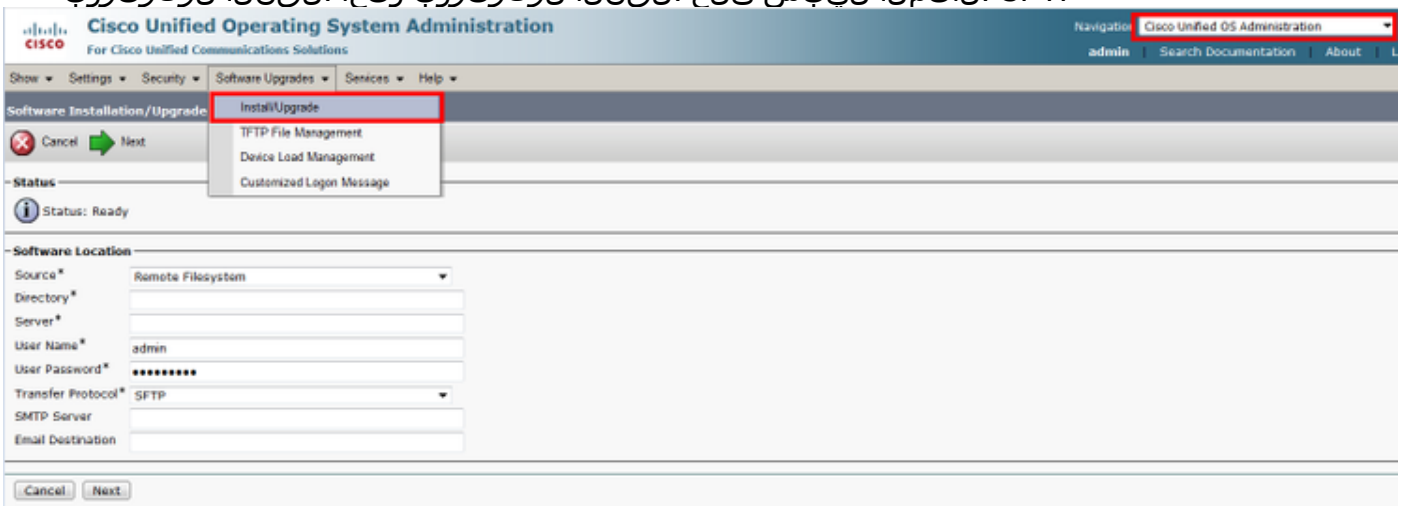 Cisco Unified Operating System Administration
CISCO For Cisco Unified Communications Solutions
Navigation Cisco Unified OS Administration
admin | Search Documentation | About |
Show Settings Security Software Upgrades Services Help
Software Installation/Upgrade
Install/Upgrade
TFTP File Management
Device Load Management
Customized Logon Message
Cancel Next
Status
Status: Ready
Software Location
Source* Remote Filesystem
Directory*
Server*
User Name* admin
User Password* •••••••••
Transfer Protocol* SFTP
SMTP Server
Email Destination
Cancel Next